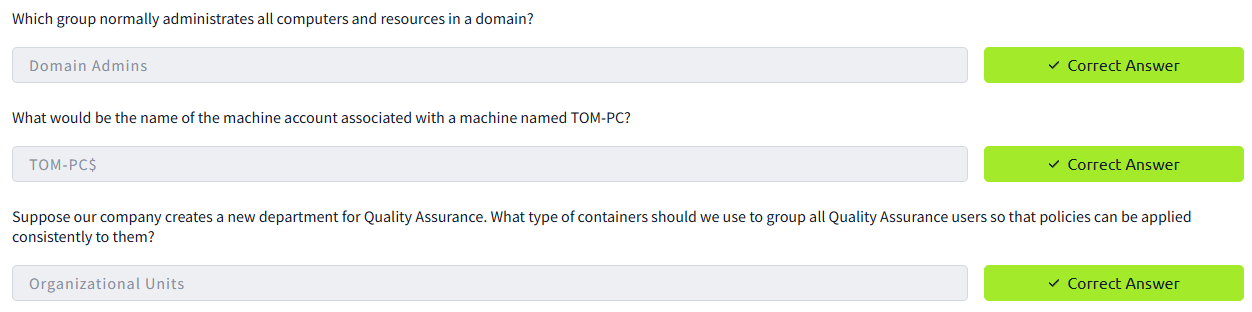 Which group normally administrates all computers and resources in a domain?
Domain Admins
✓ Correct Answer
What would be the name of the machine account associated with a machine named TOM-PC?
TOM-PC$
✓ Correct Answer
Suppose our company creates a new department for Quality Assurance. What type of containers should we use to group all Quality Assurance users so that policies can be applied
consistently to them?
Organizational Units
✓ Correct Answer